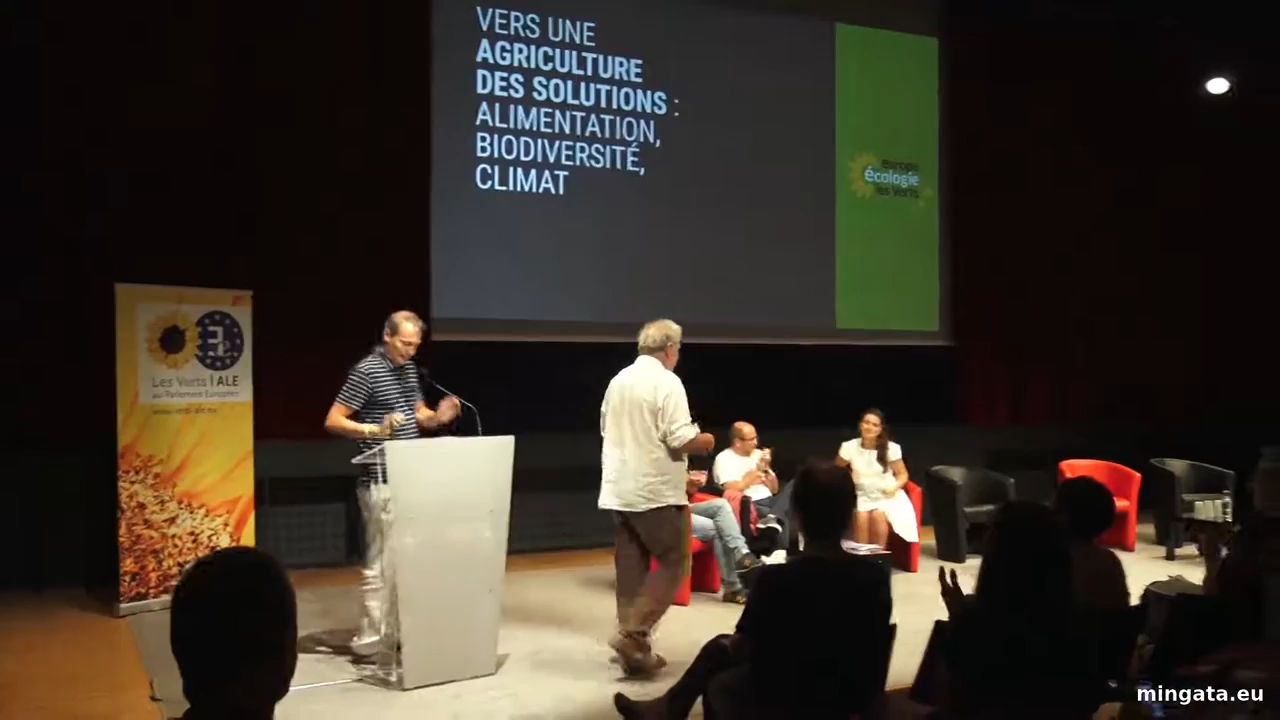 VERS UNE
AGRICULTURE
DES SOLUTIONS :
ALIMENTATION,
BIODIVERSITÉ,
CLIMAT
Europe
écologie
les Verts
Les Verts | ALE
au Parlement Européen
mingata.eu